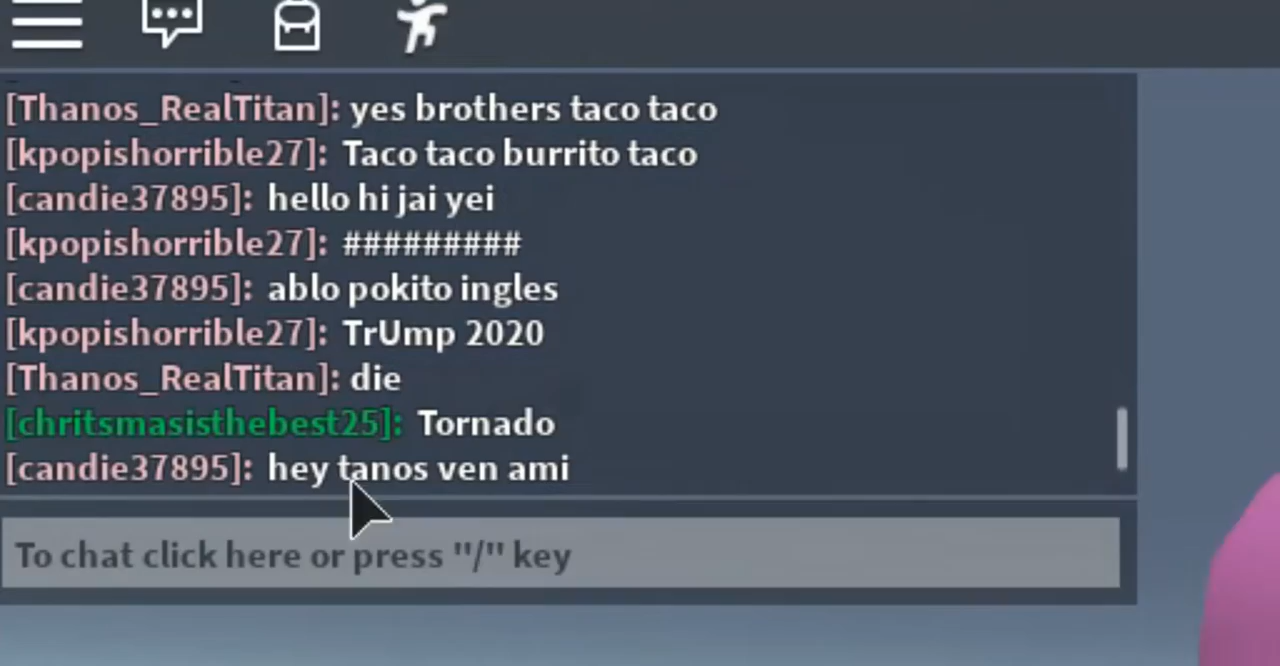 [Thanos_RealTitan]: yes brothers taco taco
[kpopishorrible27]: Taco taco burrito taco
[candie37895]: hello hi jai yei
[kpopishorrible27]: #########
[candie37895]: ablo pokito ingles
[kpopishorrible27]: TrUmp 2020
[Thanos_RealTitan]: die
[chritsmasisthebest25]: Tornado
[candie37895]: hey tanos ven ami
To chat click here or press "/" key